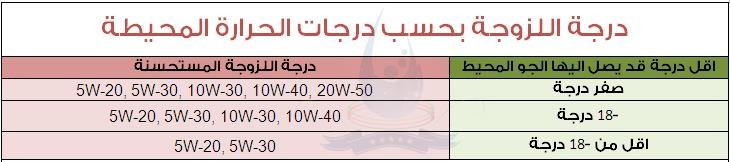 درجة اللزوجة بحسب درجات الحرارة المحيطة
اقل درجة قد يصل اليها الجو المحيط درجة اللزوجة المستحسنة
صفر درجة 5W-20, 5W-30, 10W-30, 10W-40, 20W-50
-18 درجة 5W-20, 5W-30, 10W-30, 10W-40
اقل من -18 درجة 5W-20, 5W-30